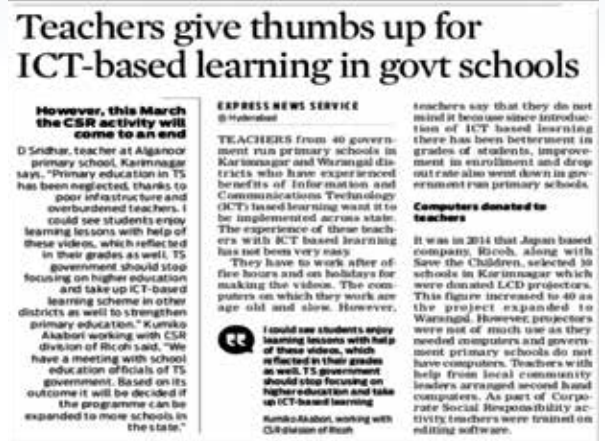 Teachers give thumbs up for
ICT-based learning in govt schools
However, this March
the CSR activity will
come to an end
D Sridhar, teacher at Alganoor
primary school, Karimnagar
says, "Primary education in TS
has been neglected, thanks to
poor infrastructure and
overburdened teachers. I
could see students enjoy
learning lessons with help of
these videos, which reflected
in their grades as well. TS
government should stop
focusing on higher education
and take up ICT-based
learning scheme in other
districts as well to strengthen
primary education." Kumiko
Akabori working with CSR
division of Ricoh said, "We
have a meeting with school
education officials of TS
government. Based on its
outcome it will be decided if
the programme can be
expanded to more schools in
the state."
EXPRESS NEWS SERVICE
@ Hyderabad
TEACHERS from 40 govern-
ment run primary schools in
Karimnagar and Warangal dis-
tricts who have experienced
benefits of Information and
Communications Technology
(ICT) based learning want it to
be implemented across state.
The experience of these teach-
ers with ICT based learning
has not been very easy.
They have to work after of-
fice hours and on holidays for
making the videos. The com-
puters on which they work are
age old and slow. However,
I could see students enjoy
learning lessons with help
of these videos, which
reflected in their grades
as well. TS government
should stop focusing on
higher education and take
up ICT-based learning
Kumiko Akabori, working with
CSR division of Ricoh
teachers say that they do not
mind it because since introduc-
tion of ICT based learning
there has been betterment in
grades of students, improve-
ment in enrollment and drop
out rate also went down in gov-
ernment run primary schools.
Computers donated to
teachers
It was in 2014 that Japan based
company, Ricoh, along with
Save the Children, selected 10
schools in Karimnagar which
were donated LCD projectors.
This figure increased to 40 as
the project expanded to
Warangal. However, projectors
were not of much use as they
needed computers and govern-
ment primary schools do not
have computers. Teachers with
help from local community
leaders arranged second hand
computers. As part of Corpo-
rate Social Responsibility ac-
tivity, teachers were trained on
editing software.